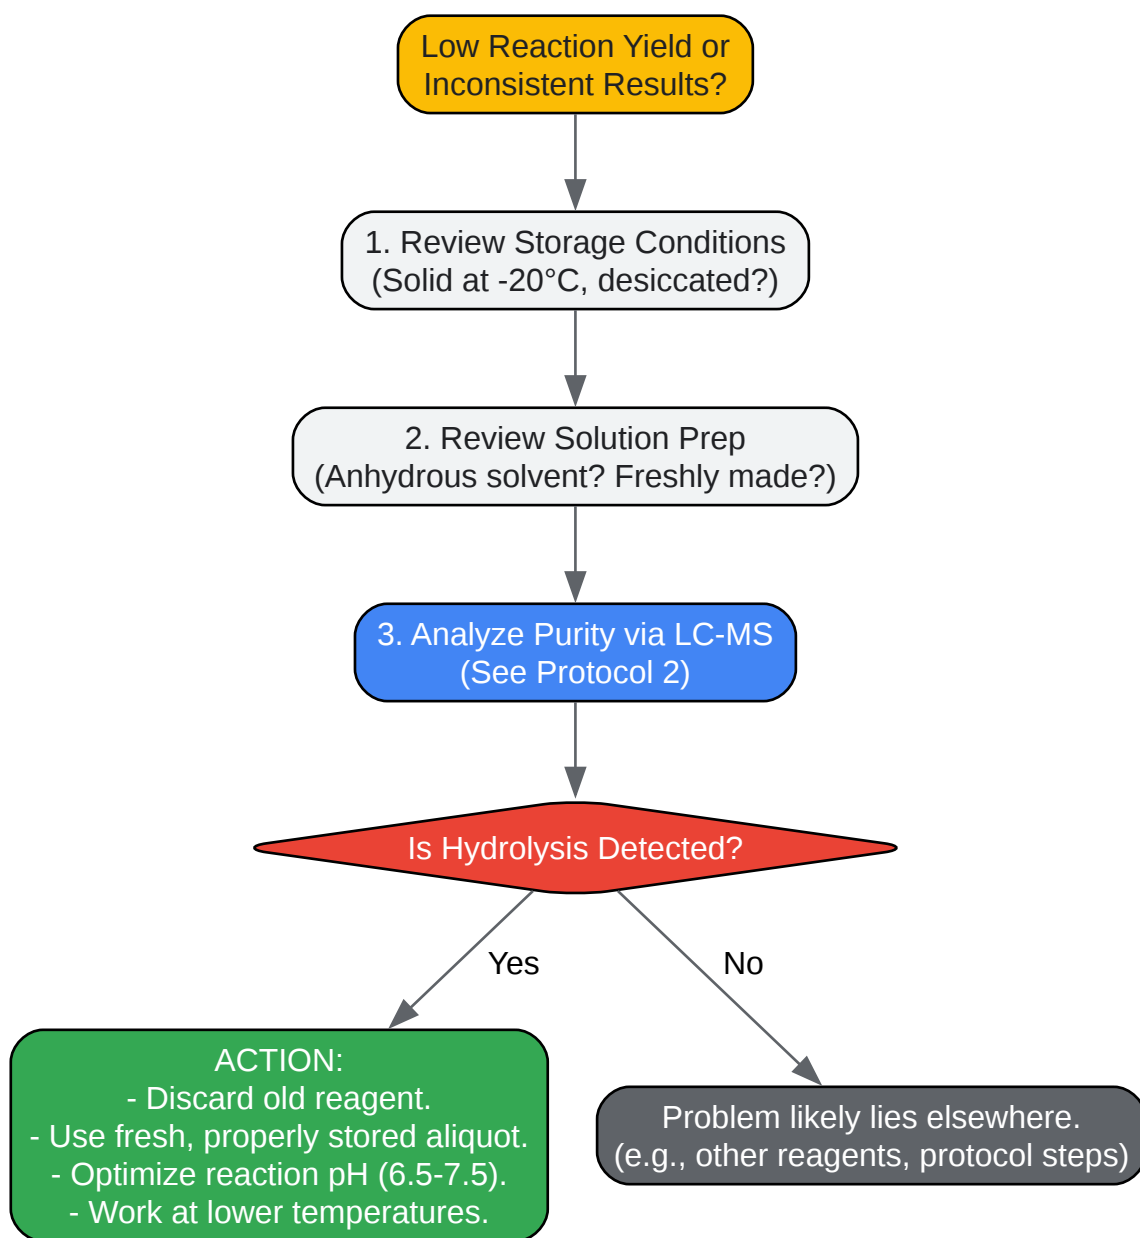 Low Reaction Yield or
Inconsistent Results?
1. Review Storage Conditions
(Solid at -20°C, desiccated?)
2. Review Solution Prep
(Anhydrous solvent? Freshly made?)
3. Analyze Purity via LC-MS
(See Protocol 2)
Is Hydrolysis Detected?
Yes
No
ACTION:
- Discard old reagent.
- Use fresh, properly stored aliquot.
- Optimize reaction pH (6.5-7.5).
- Work at lower temperatures.
Problem likely lies elsewhere.
(e.g., other reagents, protocol steps)